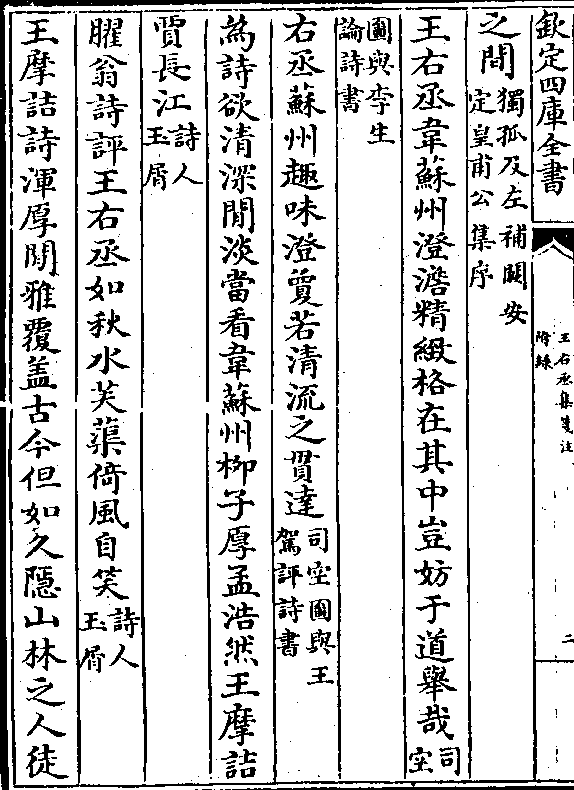 欽定四庫全書
王右丞集箋注
附錄
二
之間獨孤及左補闕安
定皇甫公集序
王右丞韋蘇州澄澹精緻格在其中豈妨于道舉哉司空
圖與李生
論詩書
右丞蘇州趣味澄敻若清流之貫達司空圖與王
駕評詩書
為詩欲清深閒淡當看韋蘇州柳子厚孟浩然王摩詰
賈長江詩人
玉屑
臞翁詩評王右丞如秋水芙蕖倚風自笑詩人
玉屑
王摩詰詩渾厚閒雅覆蓋古今但如久隱山林之人徒